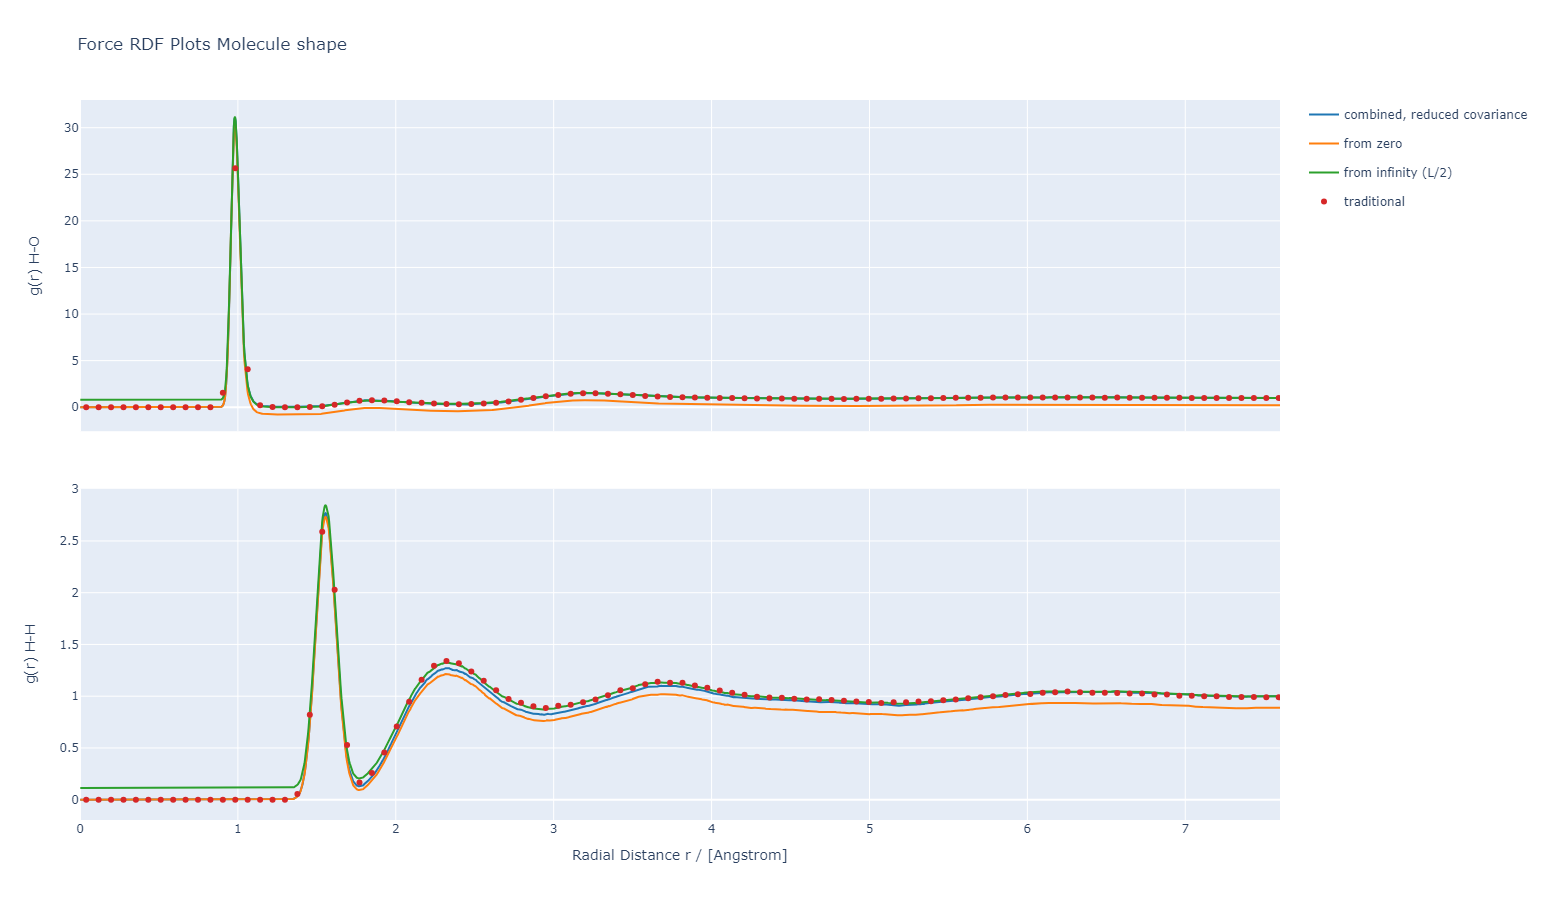 Force RDF Plots Molecule shape
30
25
20
15
10
5
0
g(r) H-O
combined, reduced covariance
from zero
from infinity (L/2)
traditional
3
2.5
2
1.5
1
0.5
0
g(r) H-H
0 1 2 3 4 5 6 7
Radial Distance r / [Angstrom]